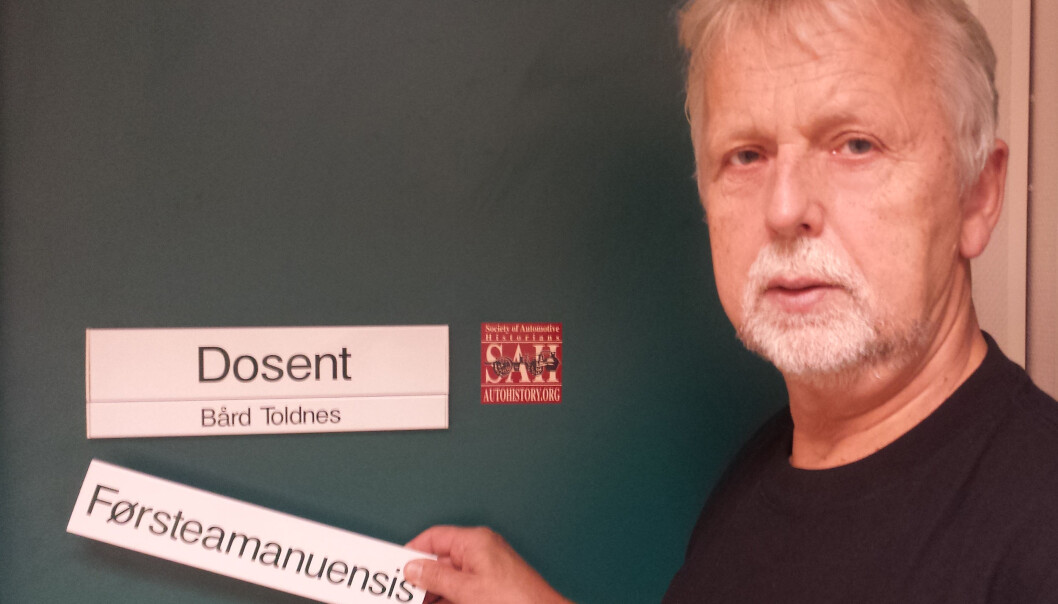 Dosent
Bård Toldnes
Society of Automotive
Historians
SAH
AUTOHISTORY.ORG
Førsteamanuensis